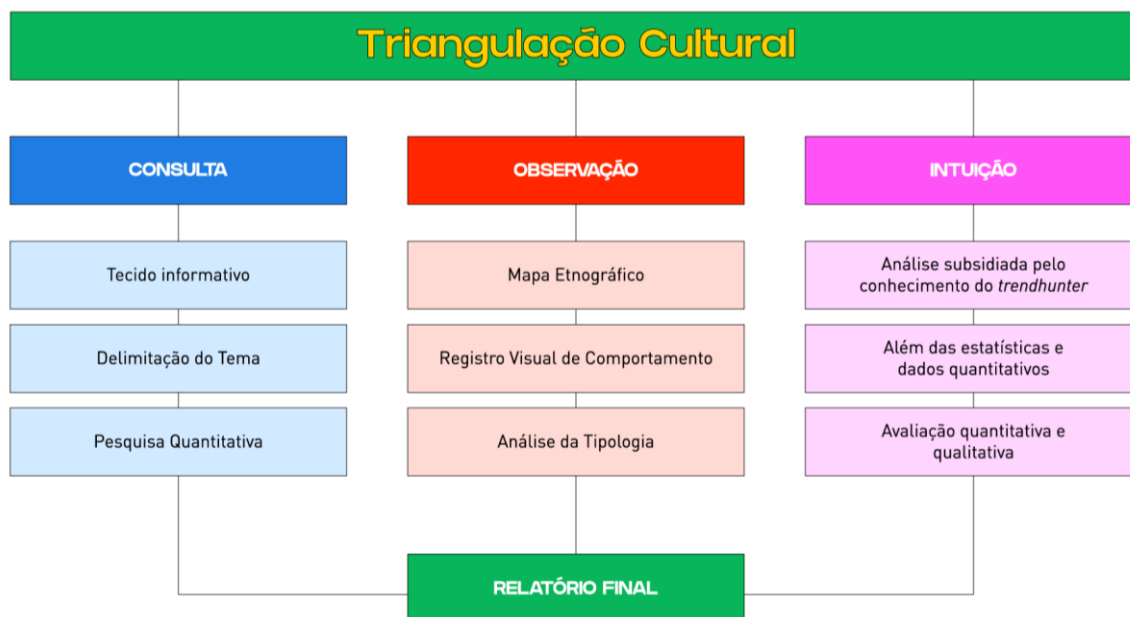 Triangulação Cultural
CONSULTA
Tecido informativo
Delimitação do Tema
Pesquisa Quantitativa
OBSERVAÇÃO
Mapa Etnográfico
Registro Visual de Comportamento
Análise da Tipologia
INTUIÇÃO
Análise subsidiada pelo
conhecimento do trendhunter
Além das estatísticas e
dados quantitativos
Avaliação quantitativa e
qualitativa
RELATÓRIO FINAL